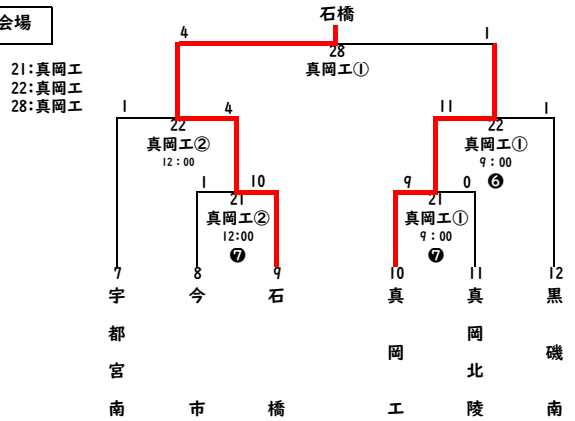 会場
石橋
4
1
28
真岡工①
21:真岡工
22:真岡工
28:真岡工
1
4
11
1
22
真岡工②
12:00
22
真岡工①
9:00
❻
1
10
9
0
21
真岡工②
12:00
❼
21
真岡工①
9:00
❼
7
8
9
10
11
12
宇都宮南
今市
石橋
真岡工
真岡北陵
黒磯南